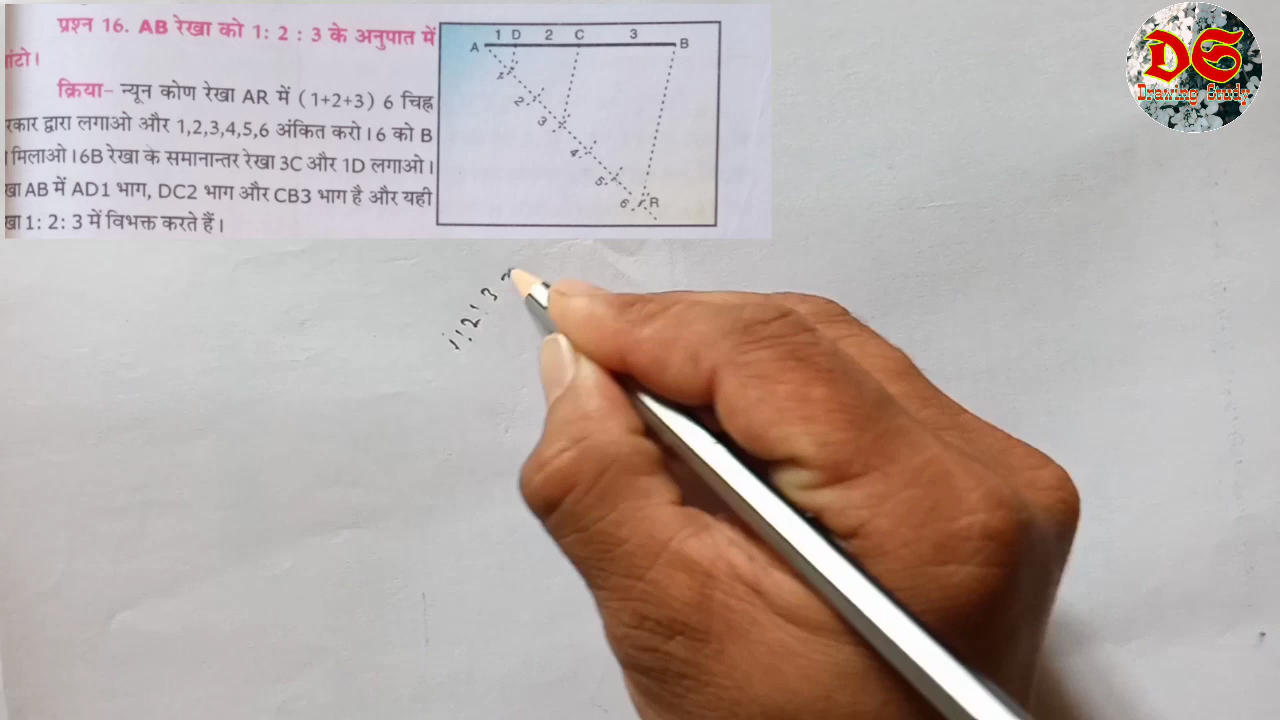 प्रश्न 16. AB रेखा को 1: 2 : 3 के अनुपात में
बांटो।
क्रिया– न्यून कोण रेखा AR में (1+2+3) 6 चिह्न
रकार द्वारा लगाओ और 1,2,3,4,5,6 अंकित करो। 6 को B
मिलाओ। 6B रेखा के समानान्तर रेखा 3C और 1D लगाओ।
खा AB में AD1 भाग, DC2 भाग और CB3 भाग है और यही
खा 1: 2: 3 में विभक्त करते हैं।
1 D 2 C 3
A B
1
2
3
4
5
6 R
1:2:3
DS
Drawing Study